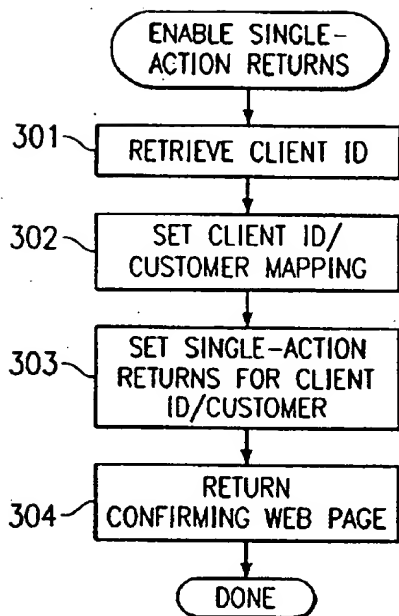 ENABLE SINGLE-
ACTION RETURNS
301
RETRIEVE CLIENT ID
302
SET CLIENT ID/
CUSTOMER MAPPING
303
SET SINGLE-ACTION
RETURNS FOR CLIENT
ID/CUSTOMER
304
RETURN
CONFIRMING WEB PAGE
DONE